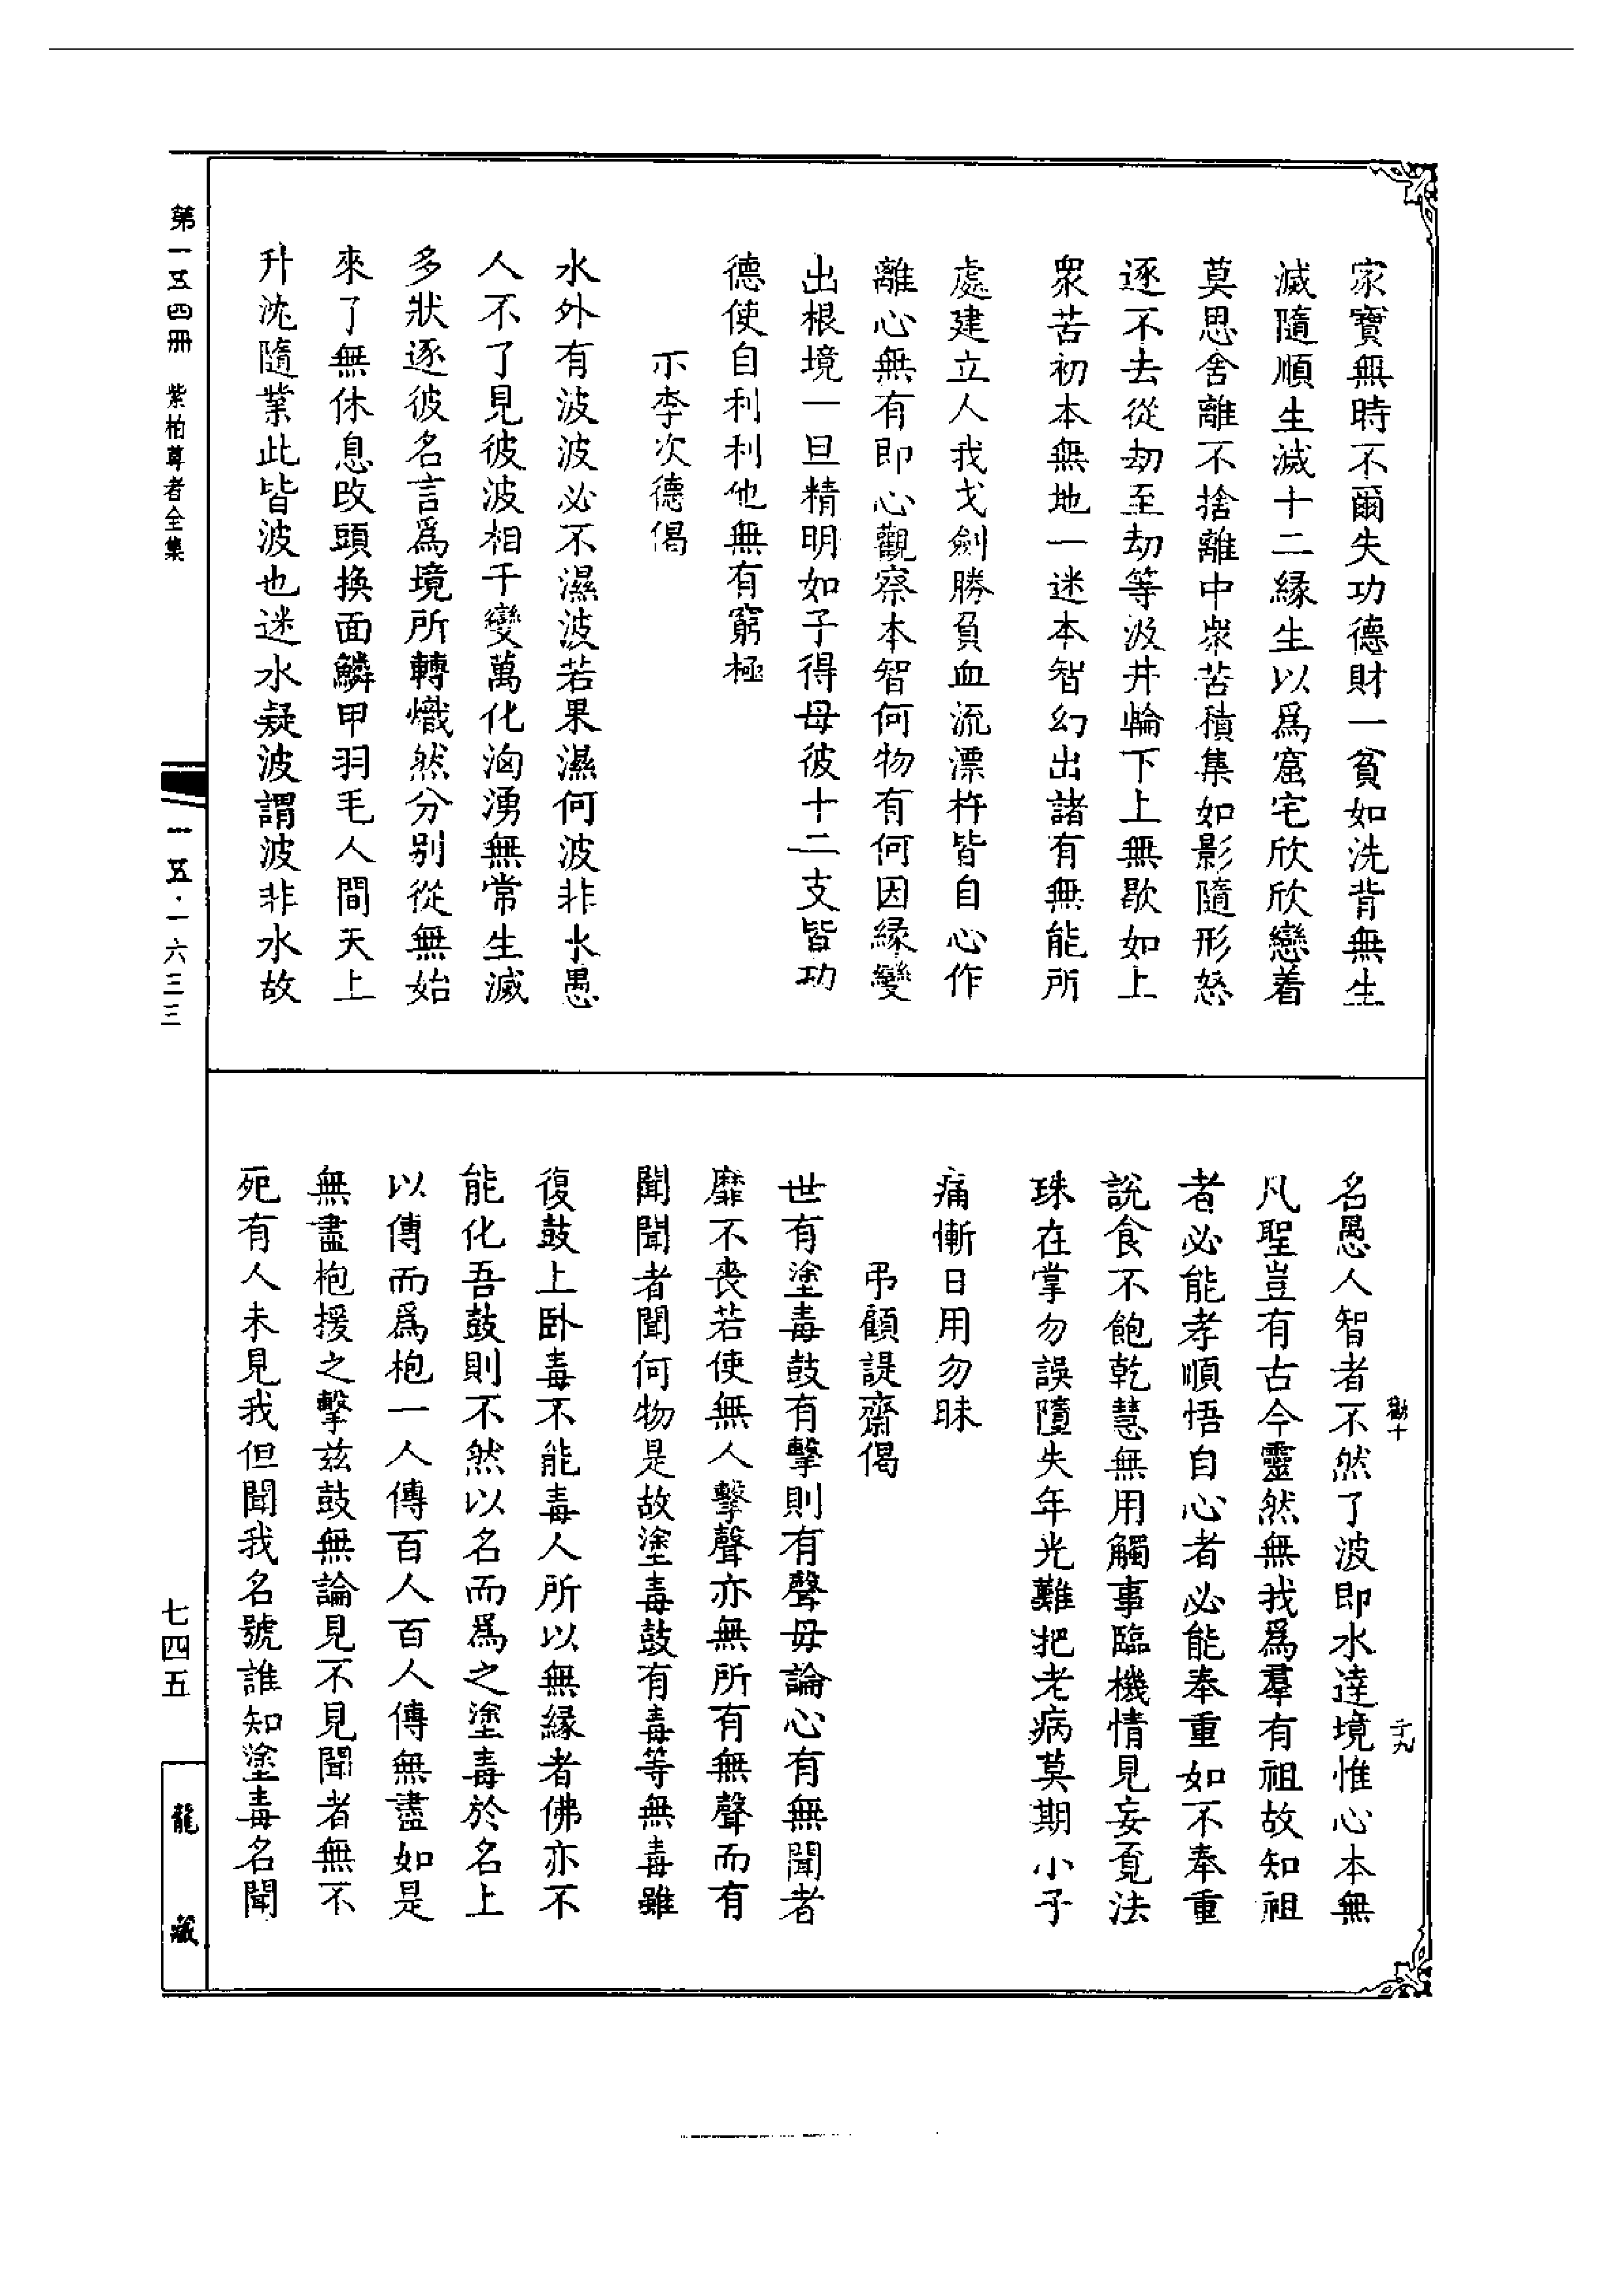 家寶無時不爾失功德財一貧如洗背無生
滅隨順生滅十二縁生以爲窟宅欣欣戀着
莫思舍離不捨離中衆苦積集如影隨形怒
逐不去從劫至劫等汲井輪下上無歇如上
衆苦初本無地一迷本智幻出諸有無能所
處建立人我戈劍勝負血流漂杵皆自心作
離心無有即心觀察本智何物有何因縁變
出根境一旦精明如子得母彼十二支皆功
德使自利利他無有窮極
示李次德偈
水外有波波必不濕波若果濕何波非水愚
人不了見彼波相千變萬化洶湧無常生滅
多狀逐彼名言爲境所轉熾然分别從無始
來了無休息改頭換面鱗甲羽毛人間天上
升沈隨業此皆波也迷水疑波謂波非水故
名愚人智者不然了波即水達境惟心本無
凡聖豈有古今靈然無我爲羣有祖故知祖
者必能孝順悟自心者必能奉重如不奉重
說食不飽乾慧無用觸事臨機情見妄覓法
珠在掌勿誤墮失年光難把老病莫期小子
痛慚日用勿昧
弔顧諟齋偈
世有塗毒鼓有擊則有聲毋論心有無聞者
靡不喪若使無人擊聲亦無所有無聲而有
聞聞者聞何物是故塗毒鼓有毒等無毒雖
復鼓上卧毒不能毒人所以無縁者佛亦不
能化吾鼓則不然以名而爲之塗毒於名上
以傳而爲枹一人傳百人百人傳無盡如是
無盡枹援之擊兹鼓無論見不見聞者無不
死有人未見我但聞我名號誰知塗毒名聞
第一五四冊 紫柏尊者全集
一一五·一六三三
七四五
龍藏